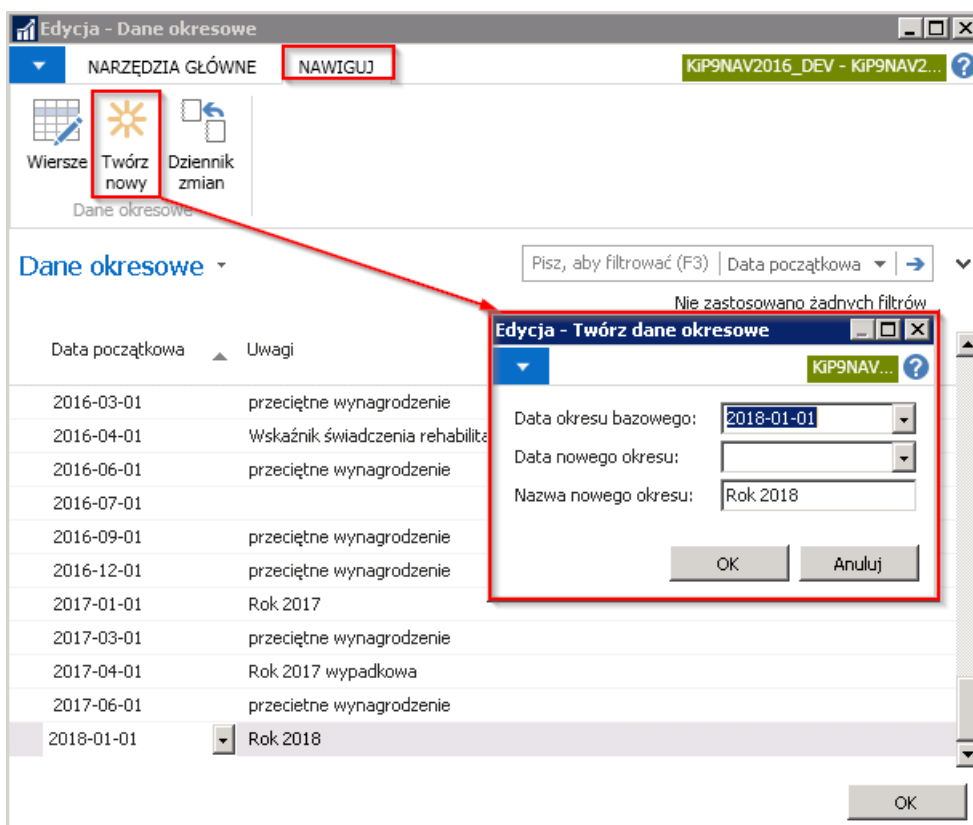 Edycja - Dane okresowe
NARZĘDZIA GŁÓWNE
NAWIGUJ
KiP9NAV2016_DEV - KiP9NAV2...
?
Wiersze
Twórz nowy
Dziennik zmian
Dane okresowe
Dane okresowe
Pisz, aby filtrować (F3)
Data początkowa
Nie zastosowano żadnych filtrów
Data początkowa
Uwagi
2016-03-01 przeciętne wynagrodzenie
2016-04-01 Wskaźnik świadczenia rehabilita
2016-06-01 przeciętne wynagrodzenie
2016-07-01
2016-09-01 przeciętne wynagrodzenie
2016-12-01 przeciętne wynagrodzenie
2017-01-01 Rok 2017
2017-03-01 przeciętne wynagrodzenie
2017-04-01 Rok 2017 wypadkowa
2017-06-01 przecietne wynagrodzenie
2018-01-01 Rok 2018
OK
Edycja - Twórz dane okresowe
KiP9NAV...
?
Data okresu bazowego: 2018-01-01
Data nowego okresu:
Nazwa nowego okresu: Rok 2018
OK
Anuluj